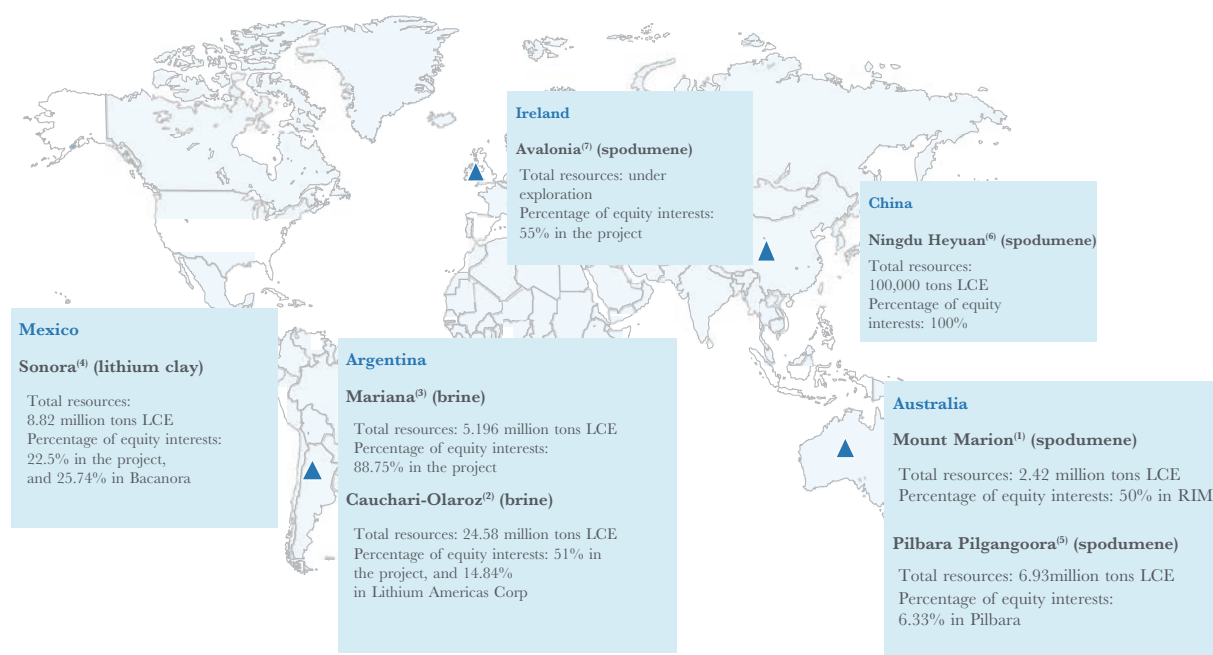 Ireland
Avalonia(7) (spodumene)
Total resources: under
exploration
Percentage of equity interests:
55% in the project
China
Ningdu Heyuan(6) (spodumene)
Total resources:
100,000 tons LCE
Percentage of equity
interests: 100%
Mexico
Sonora(4) (lithium clay)
Total resources:
8.82 million tons LCE
Percentage of equity interests:
22.5% in the project,
and 25.74% in Bacanora
Argentina
Mariana(3) (brine)
Total resources: 5.196 million tons LCE
Percentage of equity interests:
88.75% in the project
Cauchari-Olaroz(2) (brine)
Total resources: 24.58 million tons LCE
Percentage of equity interests: 51% in
the project, and 14.84%
in Lithium Americas Corp
Australia
Mount Marion(1) (spodumene)
Total resources: 2.42 million tons LCE
Percentage of equity interests: 50% in RIM
Pilbara Pilgangoora(5) (spodumene)
Total resources: 6.93million tons LCE
Percentage of equity interests:
6.33% in Pilbara